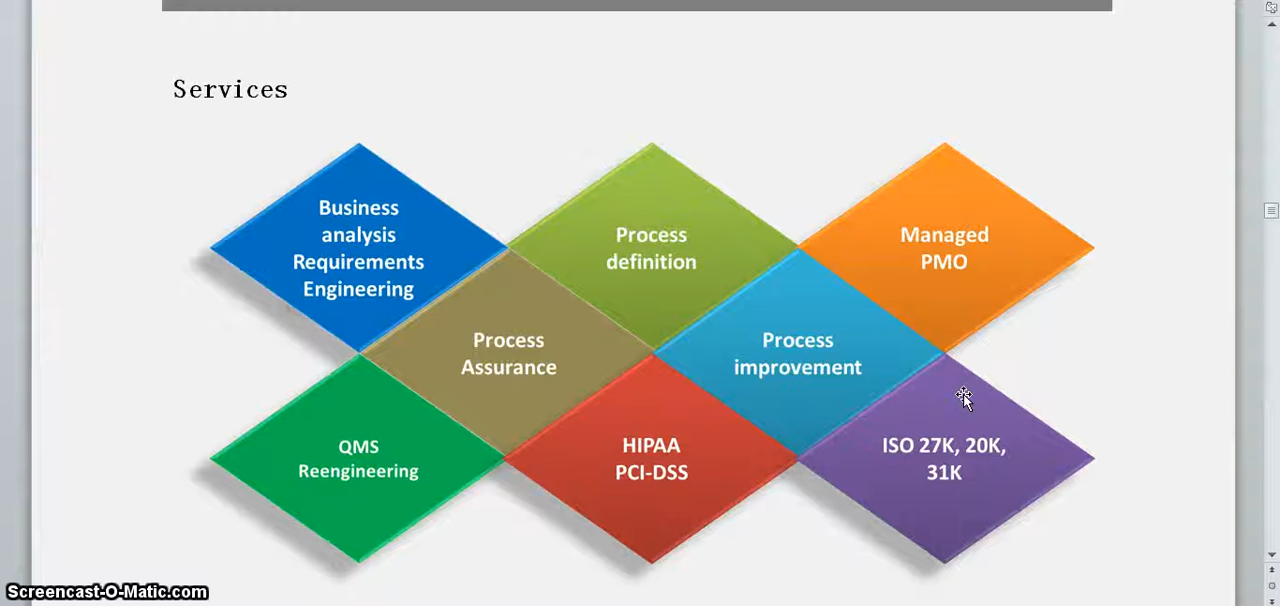 Services
Business
analysis
Requirements
Engineering
Process
definition
Managed
PMO
Process
Assurance
Process
improvement
QMS
Reengineering
HIPAA
PCI-DSS
ISO 27K, 20K,
31K
Screencast-O-Matic.com